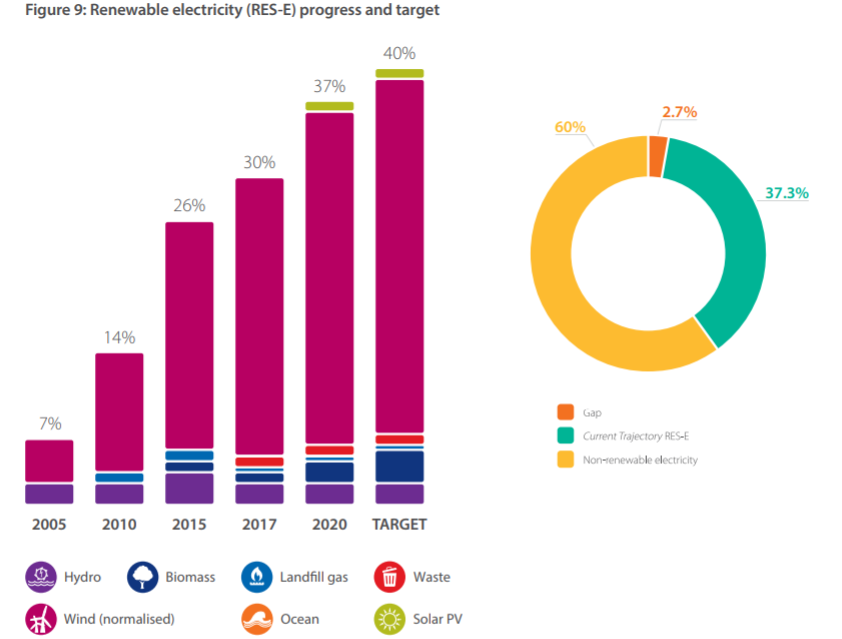 Figure 9: Renewable electricity (RES-E) progress and target
40%
37%
30%
26%
14%
7%
2005 2010 2015 2017 2020 TARGET
Hydro Biomass Landfill gas Waste
Wind (normalised) Ocean Solar PV
2.7%
60%
37.3%
Gap
Current Trajectory RES-E
Non-renewable electricity